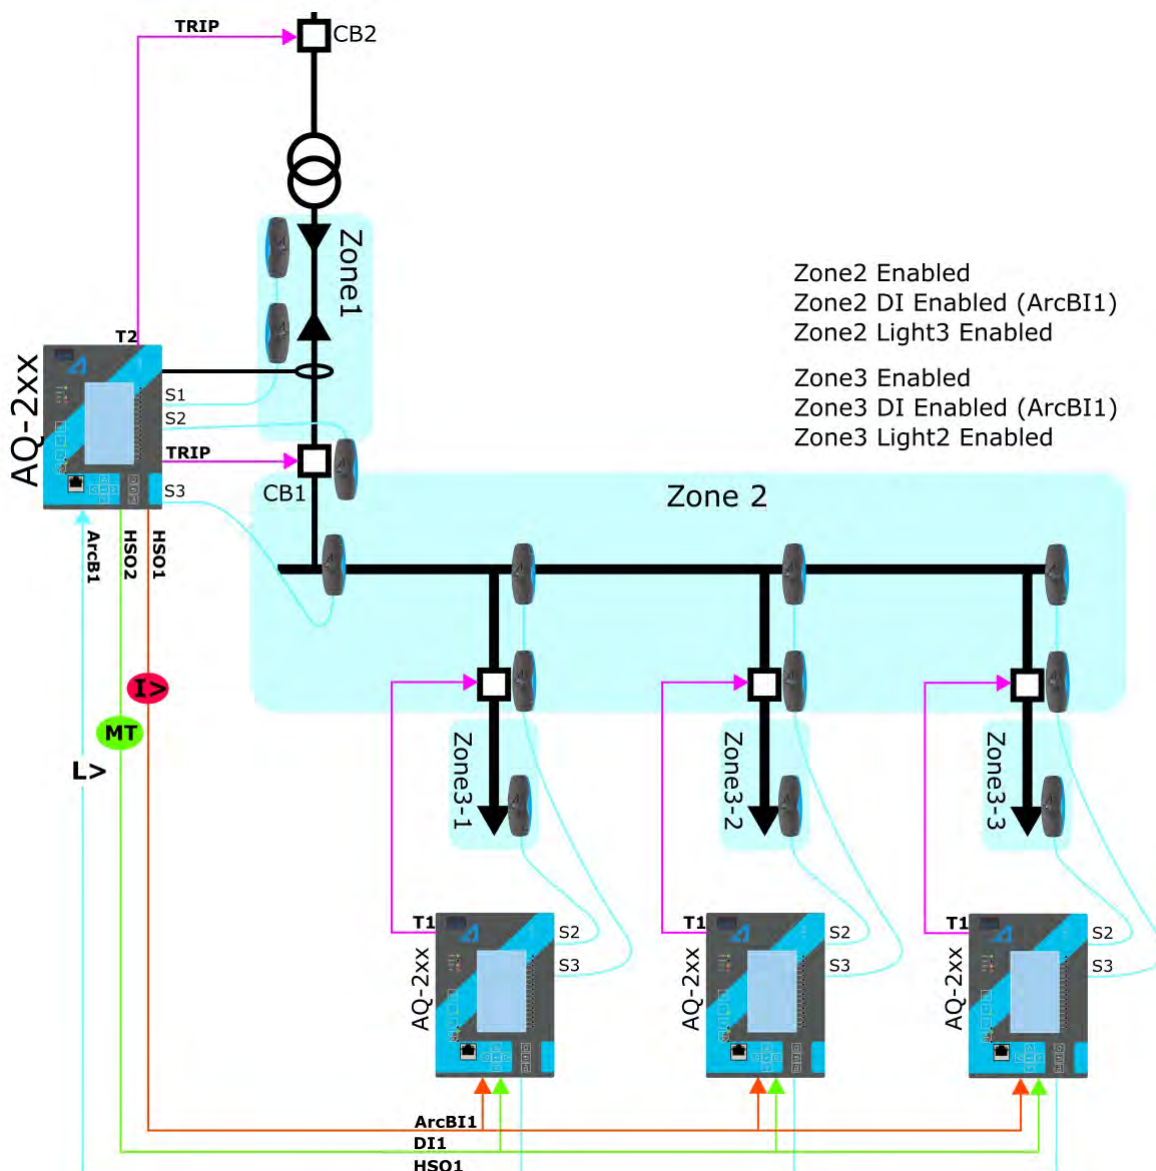 TRIP
CB2
Zone1
Zone2 Enabled
Zone2 DI Enabled (ArcBI1)
Zone2 Light3 Enabled
Zone3 Enabled
Zone3 DI Enabled (ArcBI1)
Zone3 Light2 Enabled
T2
AQ-2xx
S1
S2
TRIP
S3
CB1
Zone 2
ArcB1
HSO2
HSO1
I>
MT
L>
Zone3-1
Zone3-2
Zone3-3
T1
S2
S3
AQ-2xx
T1
S2
S3
AQ-2xx
T1
S2
S3
AQ-2xx
ArcBI1
DI1
HSO1